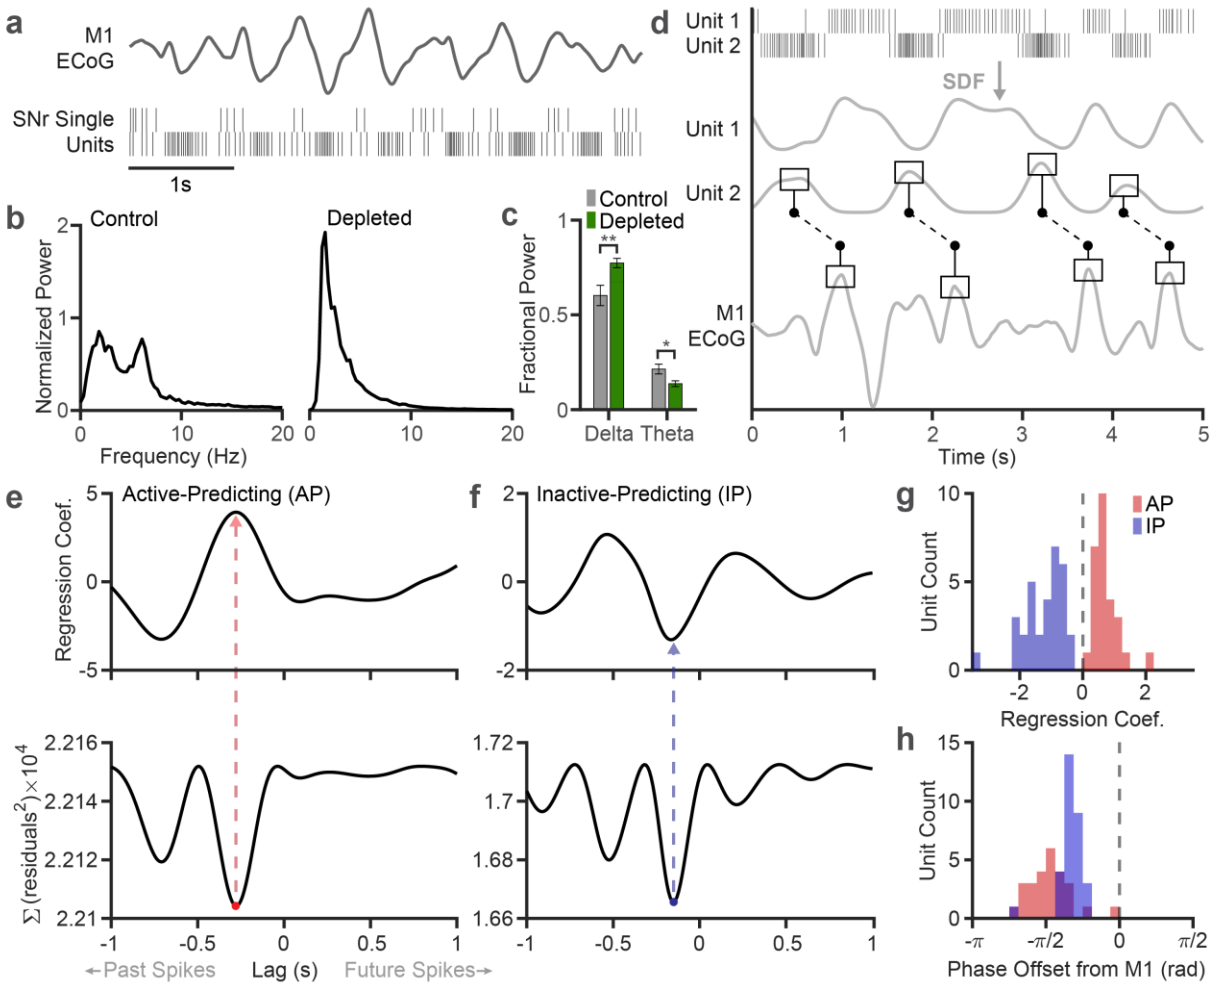 a
M1
ECoG
SNr Single
Units
1s
b
Control
Depleted
Normalized Power
2
1
0
0
10
20
0
10
20
Frequency (Hz)
c
Control
Depleted
**
*
Fractional Power
1
0.5
0
Delta
Theta
d
Unit 1
Unit 2
SDF
Unit 1
Unit 2
M1
ECoG
0
1
2
3
4
5
Time (s)
e
Active-Predicting (AP)
Regression Coef.
5
0
-5
2.216
2.214
2.212
2.21
Σ(residuals²)×10⁴
-1
-0.5
0
0.5
1
←Past Spikes
Lag (s)
Future Spikes→
f
Inactive-Predicting (IP)
2
0
-2
1.72
1.7
1.68
1.66
-1
-0.5
0
0.5
1
g
AP
IP
Unit Count
10
5
0
-2
0
2
Regression Coef.
h
Unit Count
15
10
5
0
-π
-π/2
0
π/2
Phase Offset from M1 (rad)